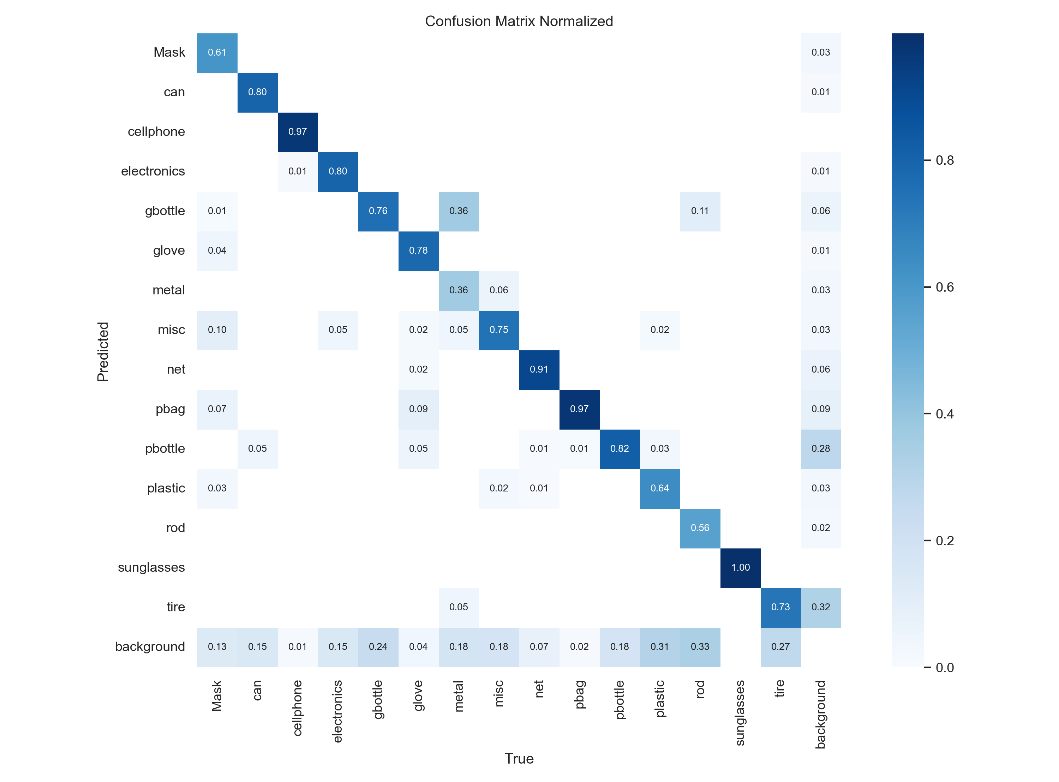 Confusion Matrix Normalized
Mask 0.61 0.03
can 0.80 0.01
cellphone 0.97
electronics 0.01 0.80 0.01
gbottle 0.01 0.76 0.36 0.11 0.06
glove 0.04 0.78 0.01
metal 0.36 0.06 0.03
misc 0.10 0.05 0.02 0.05 0.75 0.02 0.03
net 0.02 0.91 0.06
pbag 0.07 0.09 0.97 0.09
pbottle 0.05 0.05 0.01 0.01 0.82 0.03 0.28
plastic 0.03 0.02 0.01 0.64 0.03
rod 0.56 0.02
sunglasses 1.00
tire 0.05 0.73 0.32
background 0.13 0.15 0.01 0.15 0.24 0.04 0.18 0.18 0.07 0.02 0.18 0.31 0.33 0.27
Predicted
Mask can cellphone electronics gbottle glove metal misc net pbag pbottle plastic rod sunglasses tire background
True
0.8
0.6
0.4
0.2
0.0